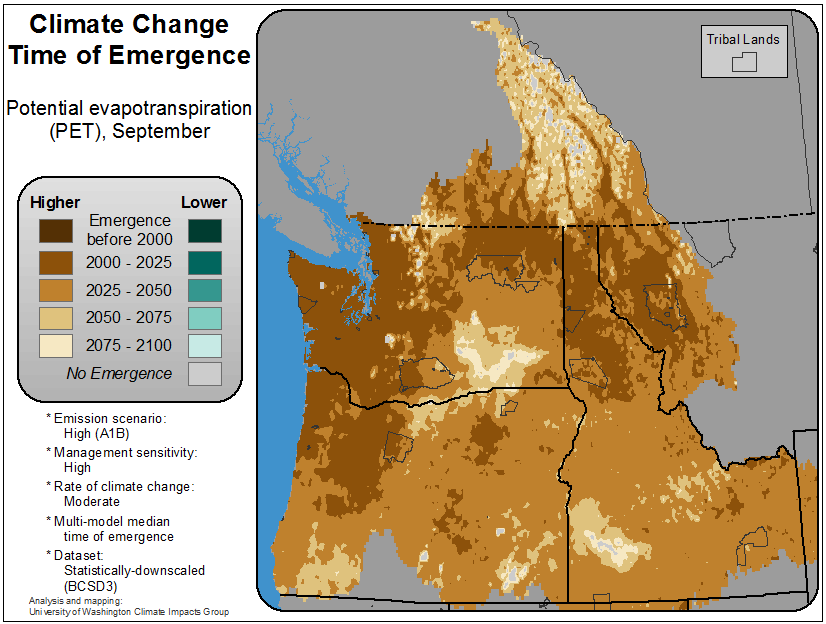 Climate Change
Time of Emergence
Potential evapotranspiration
(PET), September
Higher Lower
Emergence
before 2000
2000 - 2025
2025 - 2050
2050 - 2075
2075 - 2100
No Emergence
* Emission scenario:
High (A1B)
* Management sensitivity:
High
* Rate of climate change:
Moderate
* Multi-model median
time of emergence
* Dataset:
Statistically-downscaled
(BCSD3)
Analysis and mapping:
University of Washington Climate Impacts Group
Tribal Lands